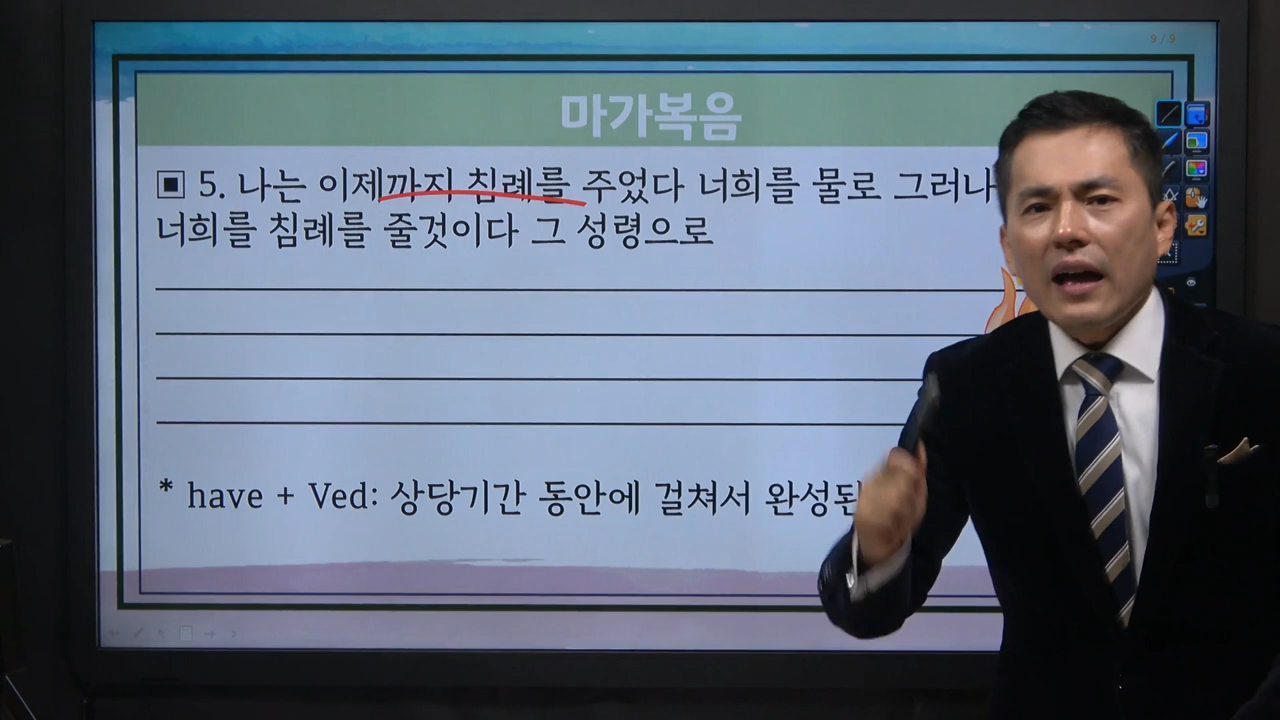 9 / 9
마가복음
▣ 5. 나는 이제까지 침례를 주었다 너희를 물로 그러나
너희를 침례를 줄것이다 그 성령으로
* have + Ved: 상당기간 동안에 걸쳐서 완성된